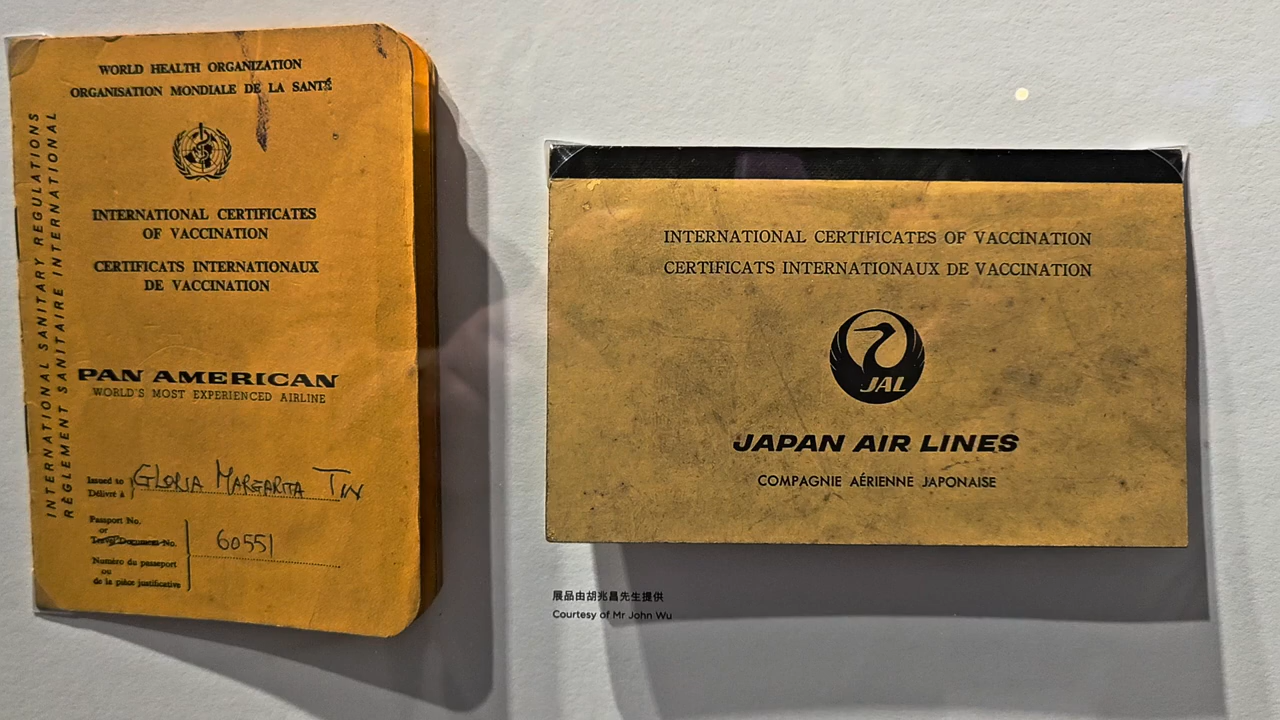 WORLD HEALTH ORGANIZATION
ORGANISATION MONDIALE DE LA SANTÉ
INTERNATIONAL SANITARY REGULATIONS
RÈGLEMENT SANITAIRE INTERNATIONAL
INTERNATIONAL CERTIFICATES
OF VACCINATION
CERTIFICATS INTERNATIONAUX
DE VACCINATION
PAN AMERICAN
WORLD'S MOST EXPERIENCED AIRLINE
Issued to GLORIA MARGARITA TIN
Délivré à
Passport No.
or
Travel Document No.
60551
Numéro du passeport
ou
de la pièce justificative
INTERNATIONAL CERTIFICATES OF VACCINATION
CERTIFICATS INTERNATIONAUX DE VACCINATION
JAL
JAPAN AIR LINES
COMPAGNIE AÉRIENNE JAPONAISE
展品由胡兆昌先生提供
Courtesy of Mr John Wu